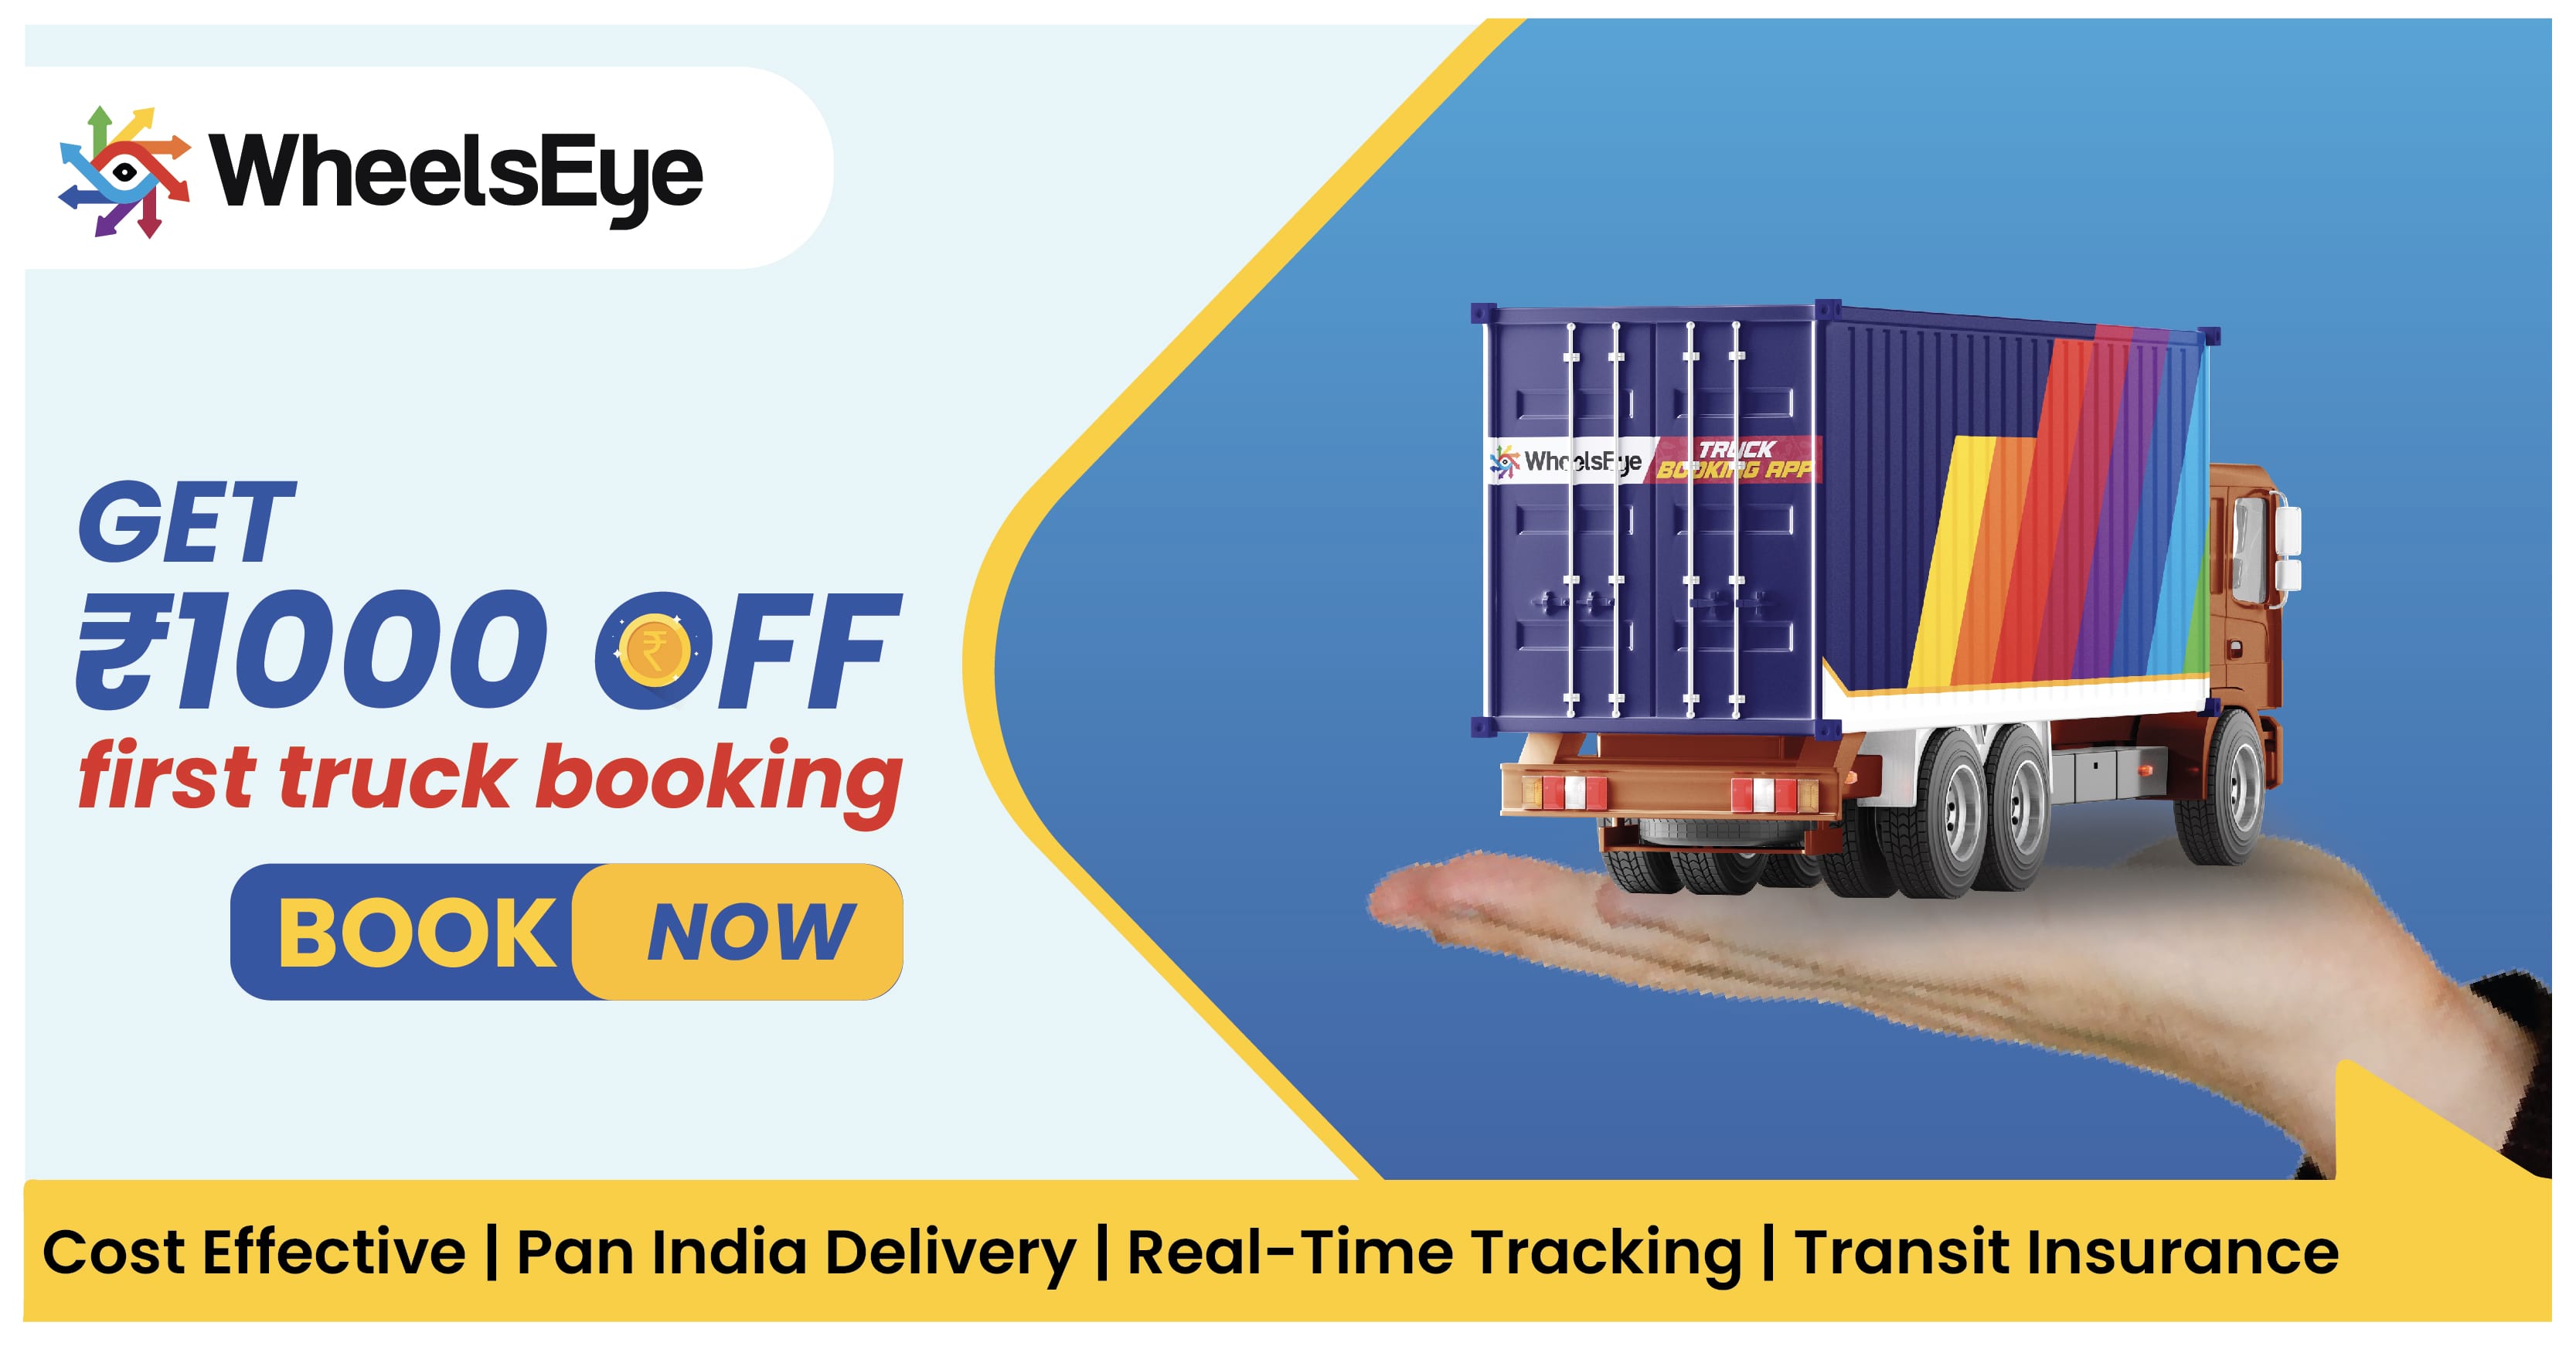 WheelsEye
GET
₹1000 OFF
first truck booking
BOOK NOW
WheelsEye TRUCK
BOOKING APP
Cost Effective | Pan India Delivery | Real-Time Tracking | Transit Insurance